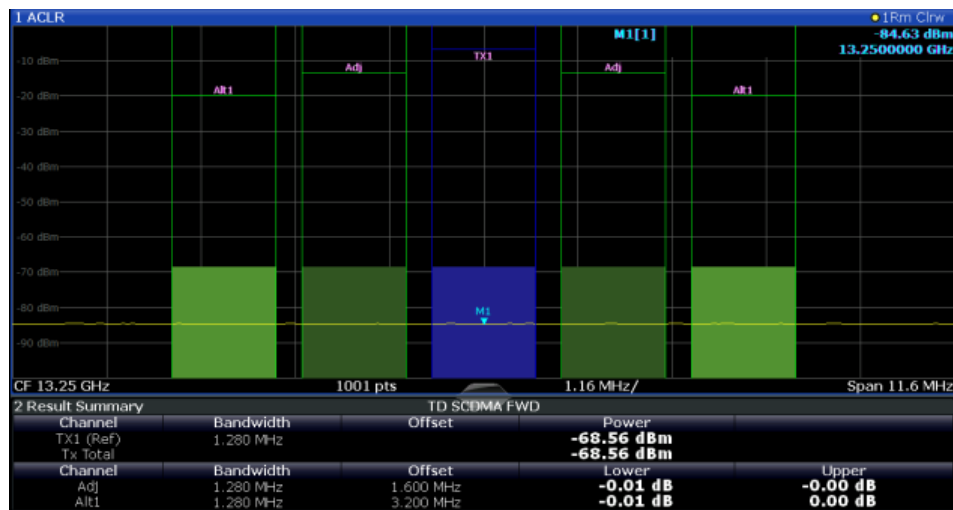 1 ACLR 1Rm Clrw
M1[1] -84.63 dBm
13.2500000 GHz
TX1
-10 dBm
Adj Adj
Alt1 Alt1
-20 dBm
-30 dBm
-40 dBm
-50 dBm
-60 dBm
-70 dBm
-80 dBm
M1
-90 dBm
CF 13.25 GHz 1001 pts 1.16 MHz/ Span 11.6 MHz
2 Result Summary TD SCDMA FWD
Channel Bandwidth Offset Power
TX1 (Ref) 1.280 MHz -68.56 dBm
Tx Total -68.56 dBm
Channel Bandwidth Offset Lower Upper
Adj 1.280 MHz 1.600 MHz -0.01 dB -0.00 dB
Alt1 1.280 MHz 3.200 MHz -0.01 dB 0.00 dB